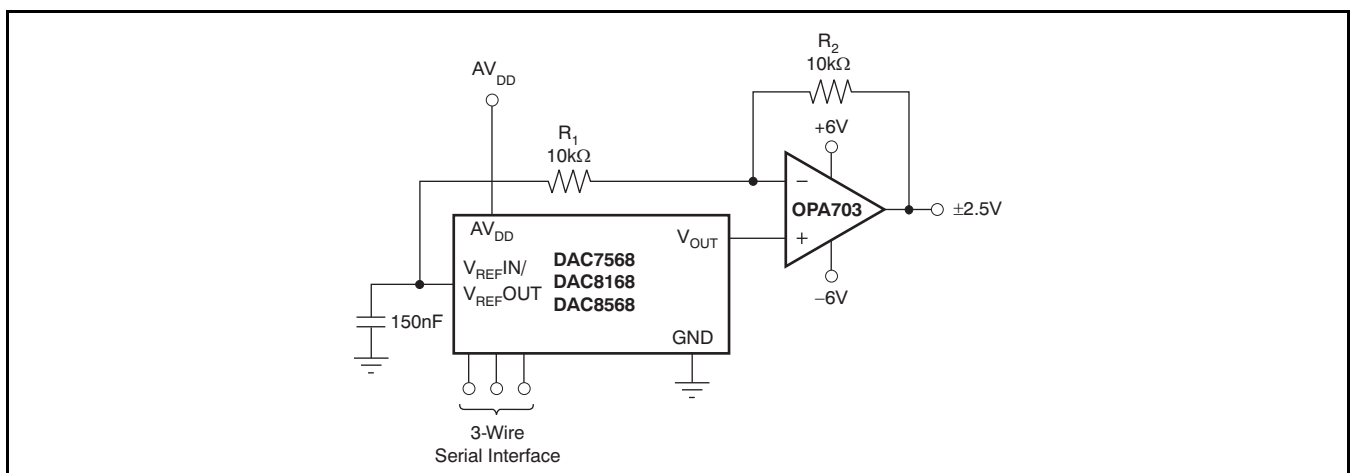 R2
10kΩ
AVDD
+6V
R1
10kΩ
−
OPA703
±2.5V
+
−6V
AVDD
VOUT
VREFIN/
VREFOUT
DAC7568
DAC8168
DAC8568
150nF
GND
3-Wire
Serial Interface